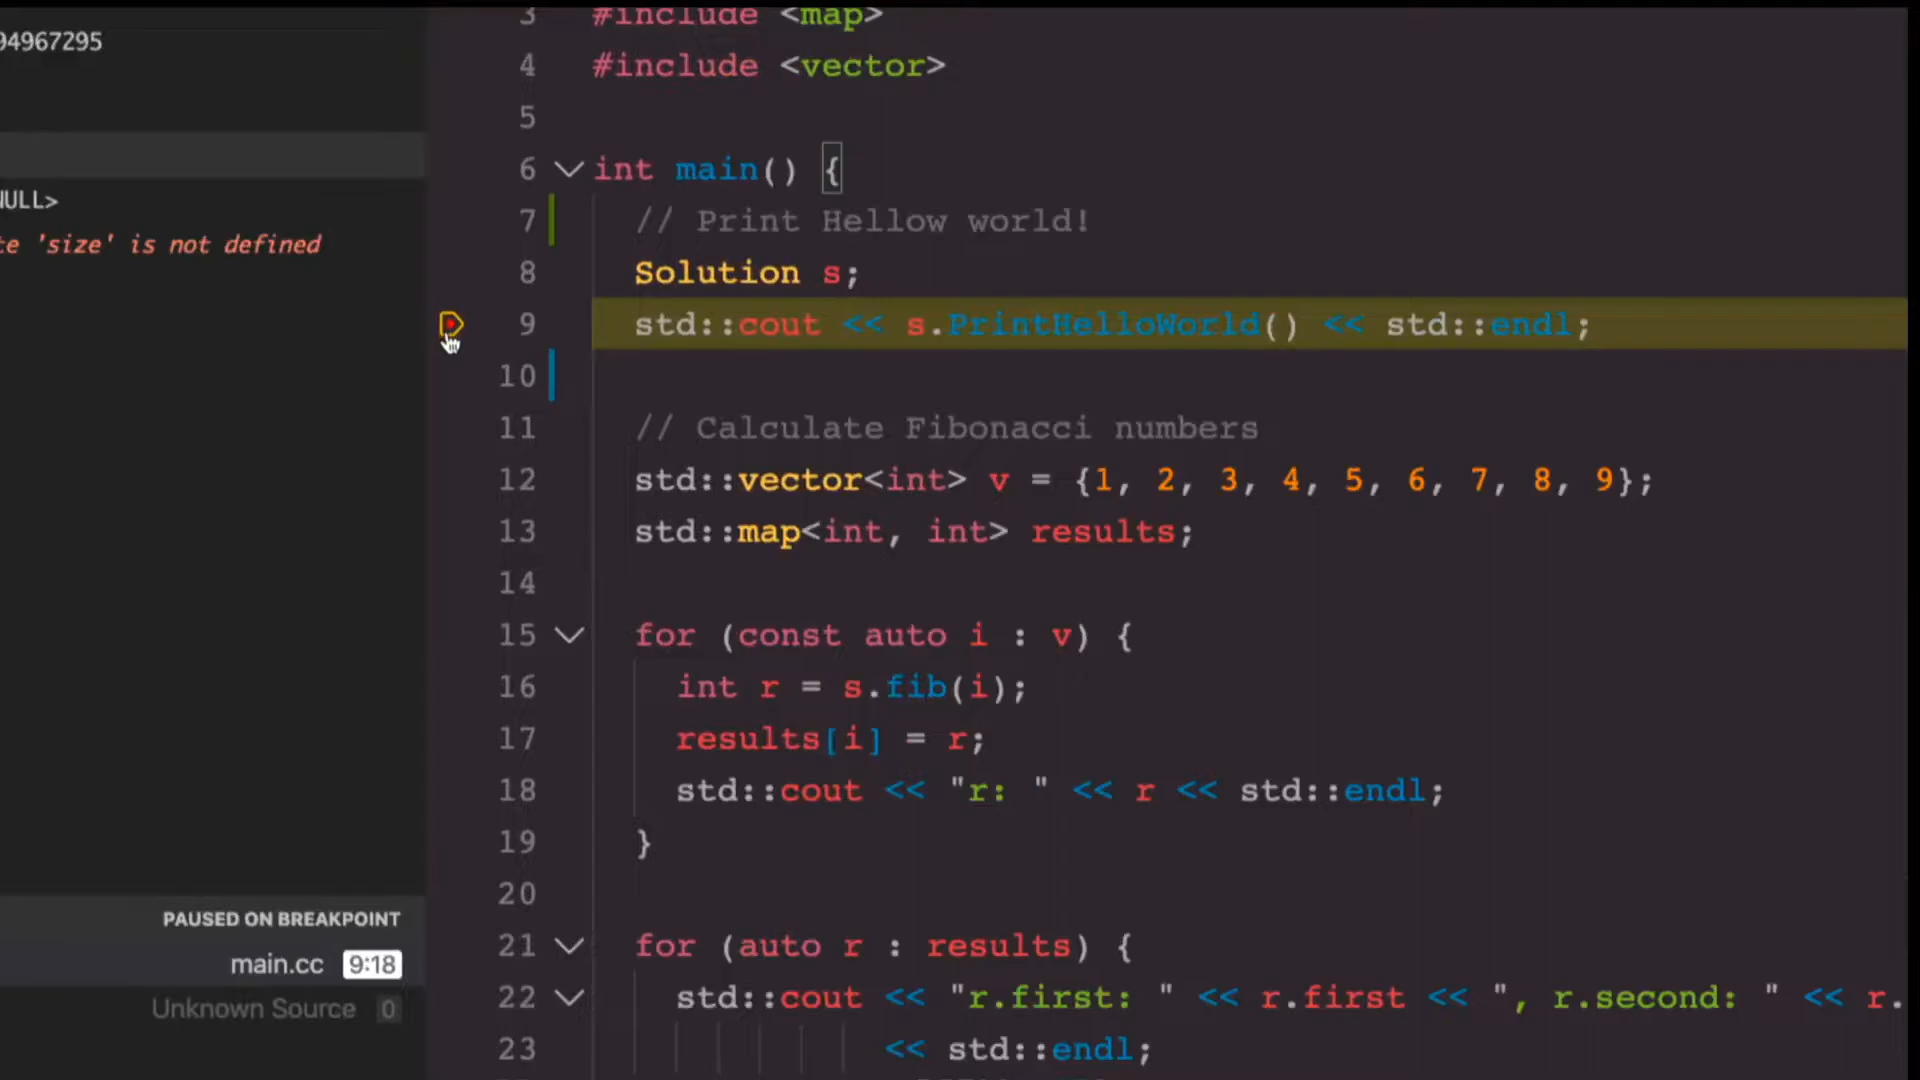 94967295
NULL>
te 'size' is not defined
PAUSED ON BREAKPOINT
main.cc 9:18
Unknown Source 0
3 #include <map>
4 #include <vector>
5
6 int main() {
7 // Print Hellow world!
8 Solution s;
9 std::cout << s.PrintHelloWorld() << std::endl;
10
11 // Calculate Fibonacci numbers
12 std::vector<int> v = {1, 2, 3, 4, 5, 6, 7, 8, 9};
13 std::map<int, int> results;
14
15 for (const auto i : v) {
16 int r = s.fib(i);
17 results[i] = r;
18 std::cout << "r: " << r << std::endl;
19 }
20
21 for (auto r : results) {
22 std::cout << "r.first: " << r.first << ", r.second: " << r.
23 << std::endl;